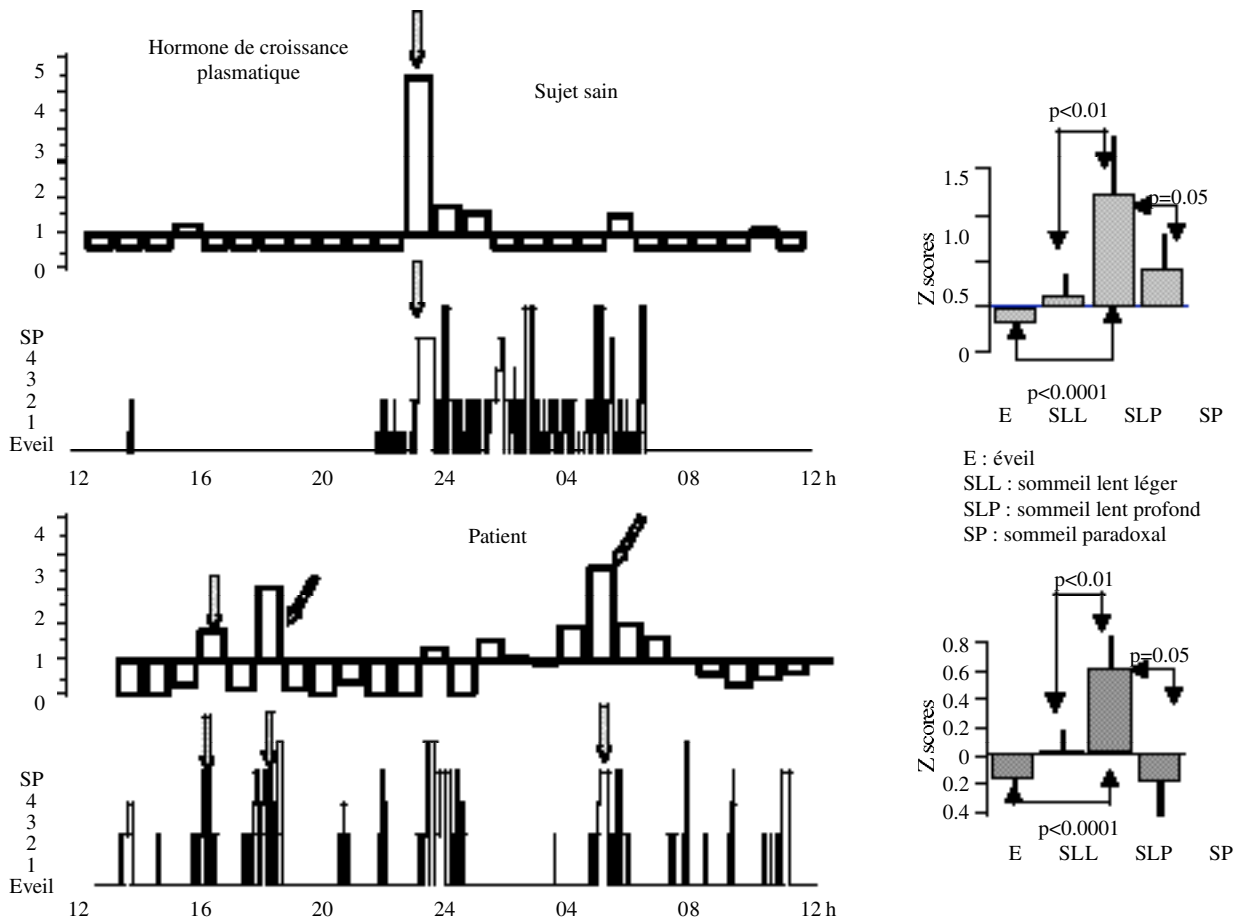 Hormone de croissance
plasmatique
Sujet sain
5
4
3
2
1
0
SP
4
3
2
1
Eveil
12 16 20 24 04 08 12 h
p<0.01
p=0.05
1.5
1.0
0.5
0
Z scores
p<0.0001
E SLL SLP SP
E : éveil
SLL : sommeil lent léger
SLP : sommeil lent profond
SP : sommeil paradoxal
Patient
4
3
2
1
0
SP
4
3
2
1
Eveil
12 16 20 24 04 08 12 h
p<0.01
p=0.05
0.8
0.6
0.4
0.2
0
0.2
0.4
Z scores
p<0.0001
E SLL SLP SP